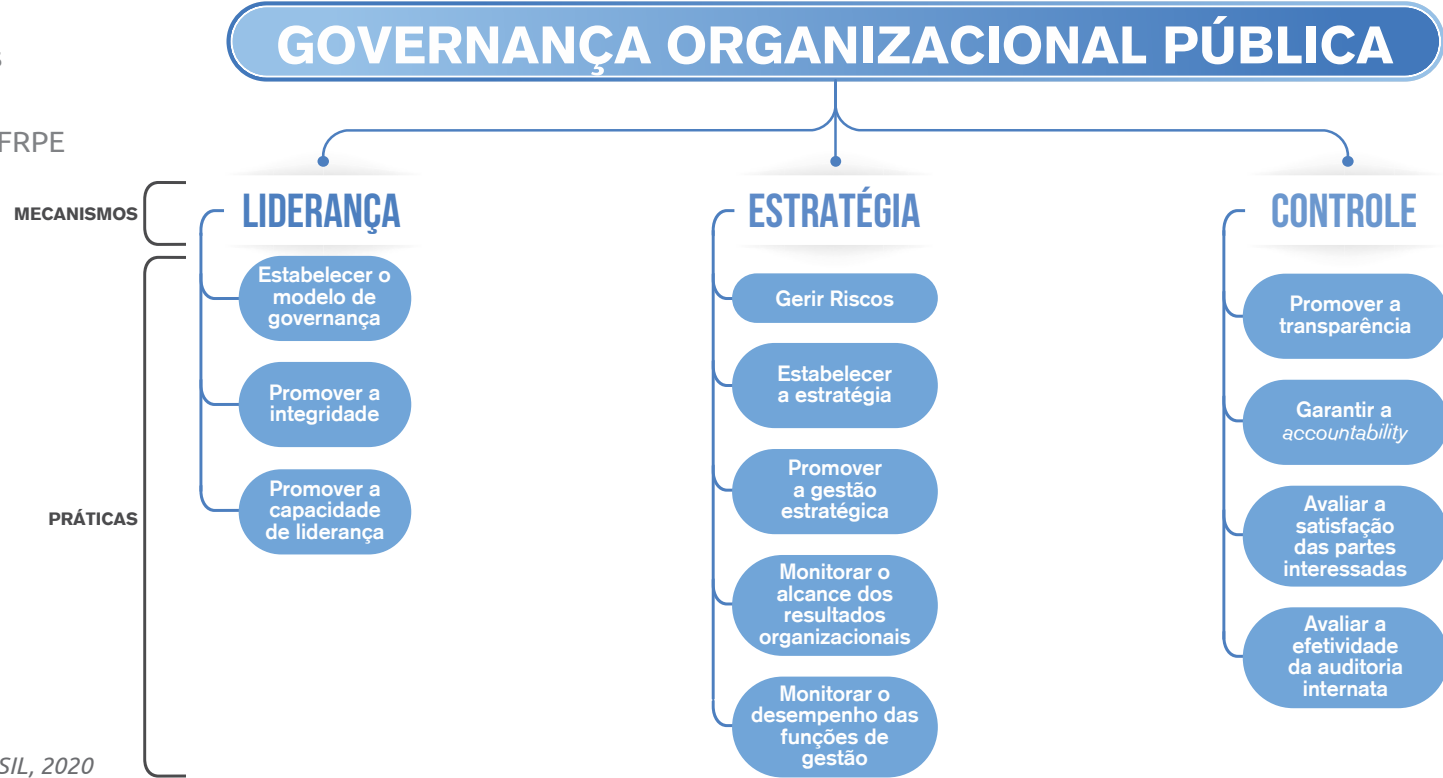 GOVERNANÇA ORGANIZACIONAL PÚBLICA
FRPE
MECANISMOS
LIDERANÇA
Estabelecer o
modelo de
governança
Promover a
integridade
Promover a
capacidade
de liderança
ESTRATÉGIA
Gerir Riscos
Estabelecer
a estratégia
Promover
a gestão
estratégica
Monitorar o
alcance dos
resultados
organizacionais
Monitorar o
desempenho das
funções de
gestão
CONTROLE
Promover a
transparência
Garantir a
accountability
Avaliar a
satisfação
das partes
interessadas
Avaliar a
efetividade
da auditoria
internata
PRÁTICAS
SIL, 2020